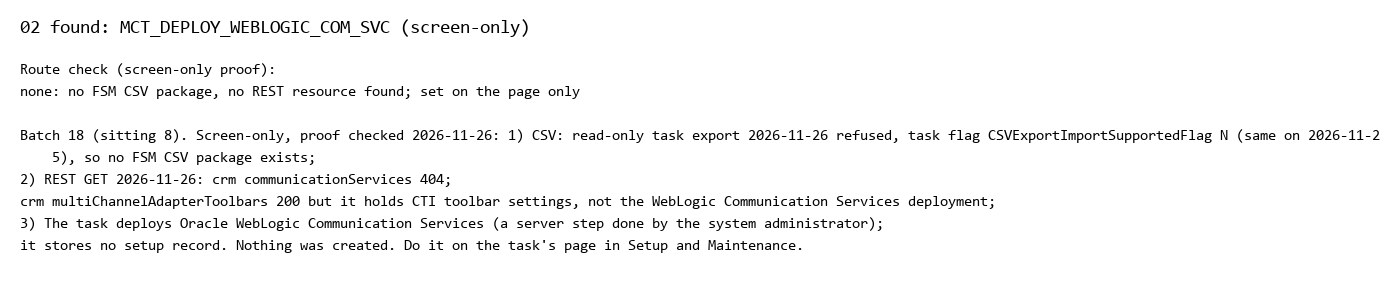 02 found: MCT_DEPLOY_WEBLOGIC_COM_SVC (screen-only)
Route check (screen-only proof):
none: no FSM CSV package, no REST resource found; set on the page only
Batch 18 (sitting 8). Screen-only, proof checked 2026-11-26: 1) CSV: read-only task export 2026-11-26 refused, task flag CSVExportImportSupportedFlag N (same on 2026-11-2
5), so no FSM CSV package exists;
2) REST GET 2026-11-26: crm communicationServices 404;
crm multiChannelAdapterToolbars 200 but it holds CTI toolbar settings, not the WebLogic Communication Services deployment;
3) The task deploys Oracle WebLogic Communication Services (a server step done by the system administrator);
it stores no setup record. Nothing was created. Do it on the task's page in Setup and Maintenance.